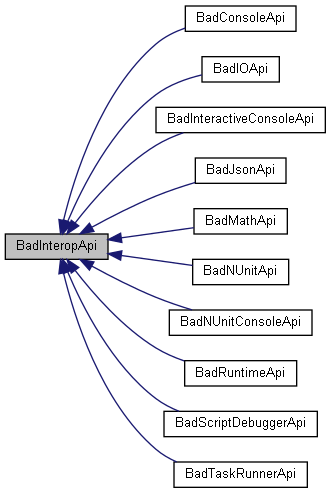 BadConsoleApi
BadIOApi
BadInteractiveConsoleApi
BadJsonApi
BadMathApi
BadInteropApi
BadNUnitApi
BadNUnitConsoleApi
BadRuntimeApi
BadScriptDebuggerApi
BadTaskRunnerApi